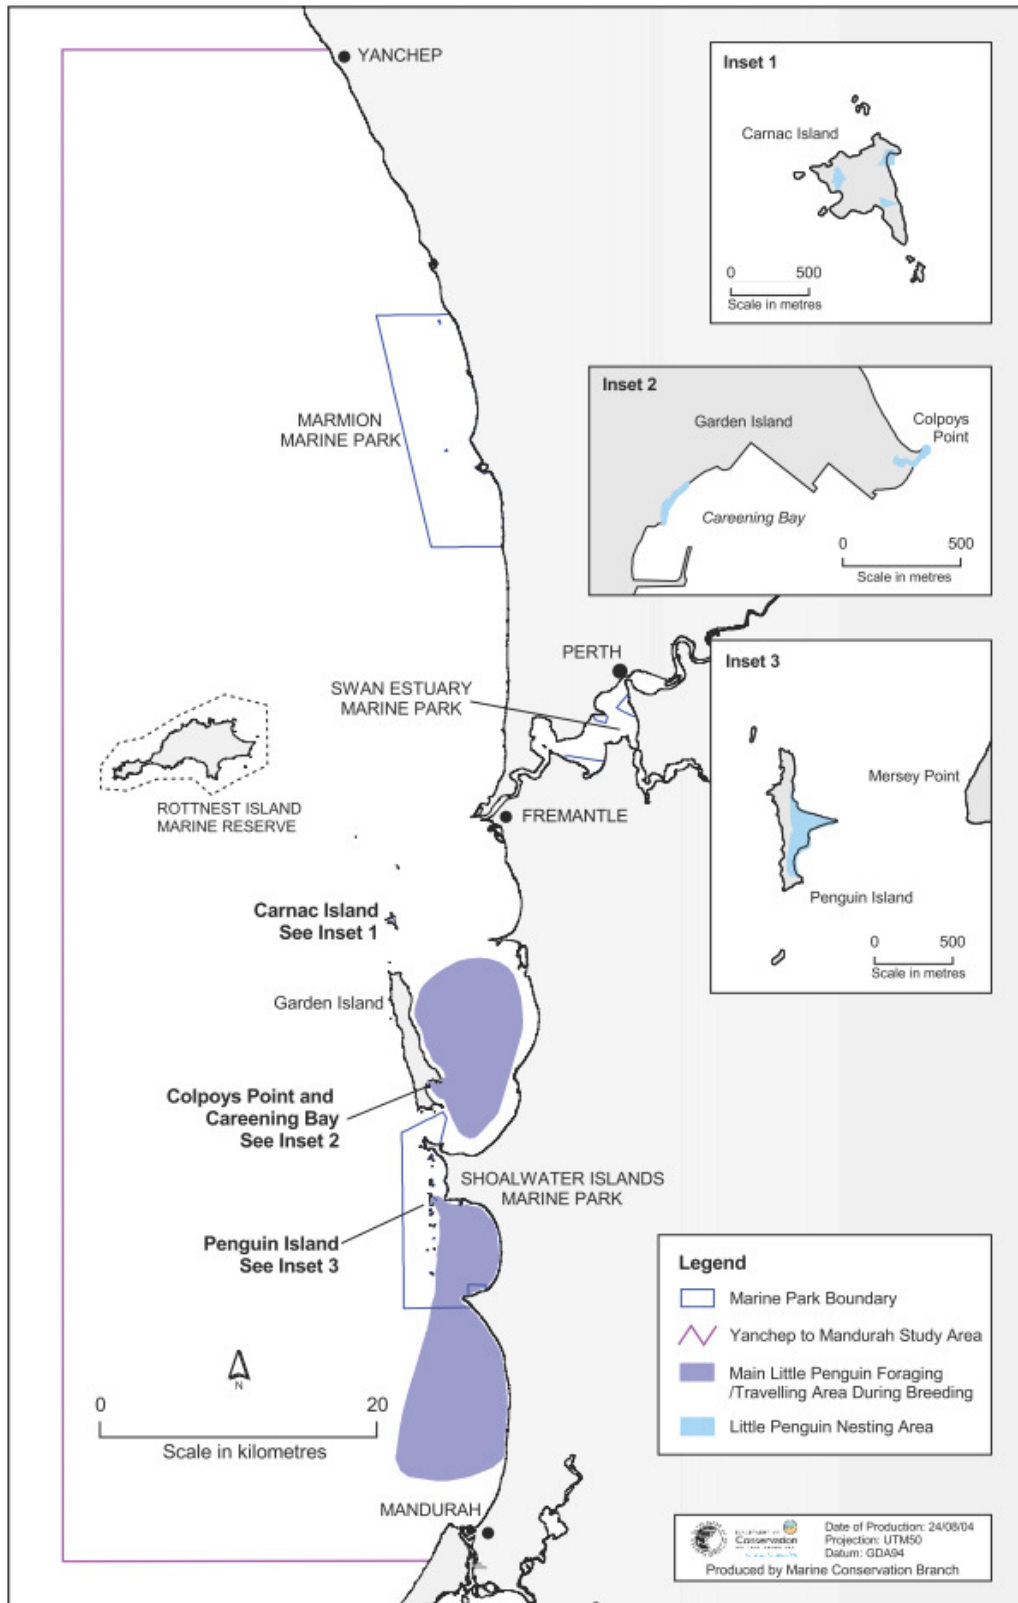 YANCHEP
MARMION
MARINE PARK
PERTH
SWAN ESTUARY
MARINE PARK
ROTTNEST ISLAND
MARINE RESERVE
FREMANTLE
Carnac Island
See Inset 1
Garden Island
Colpoys Point and
Careening Bay
See Inset 2
SHOALWATER ISLANDS
MARINE PARK
Penguin Island
See Inset 3
N
0 20
Scale in kilometres
MANDURAH
Inset 1
Carnac Island
0 500
Scale in metres
Inset 2
Garden Island
Colpoys
Point
Careening Bay
0 500
Scale in metres
Inset 3
Mersey Point
Penguin Island
0 500
Scale in metres
Legend
Marine Park Boundary
Yanchep to Mandurah Study Area
Main Little Penguin Foraging
/Travelling Area During Breeding
Little Penguin Nesting Area
Conservation
Date of Production: 24/08/04
Projection: UTM50
Datum: GDA94
Produced by Marine Conservation Branch